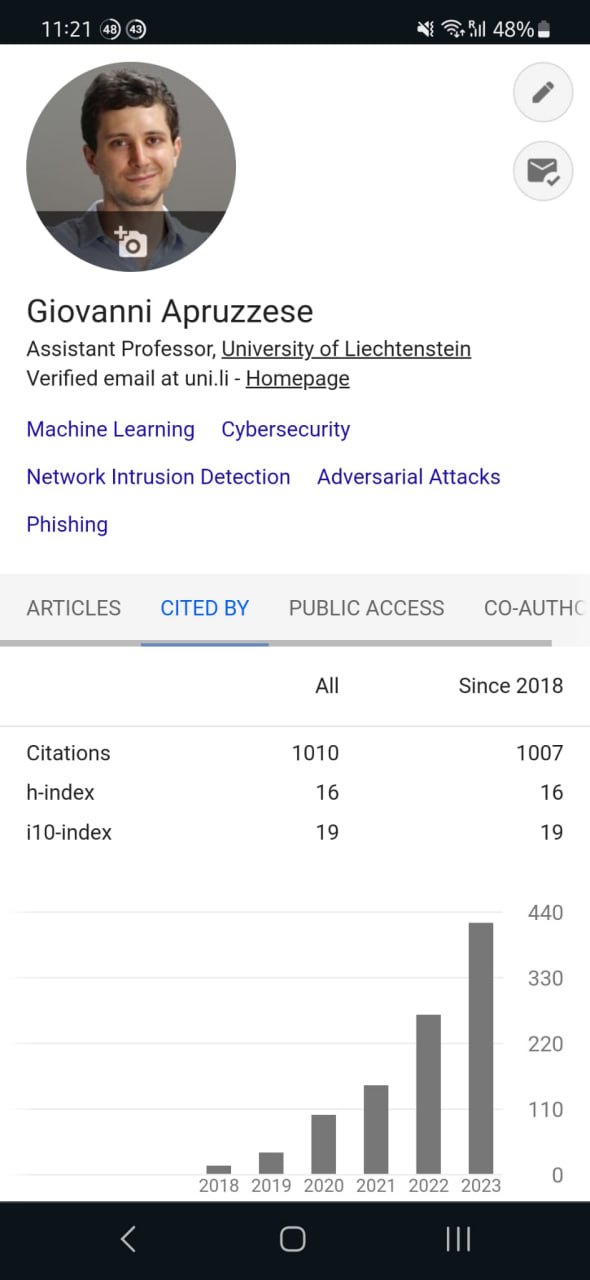 11:21 48 43 R 48%
Giovanni Apruzzese
Assistant Professor, University of Liechtenstein
Verified email at uni.li - Homepage
Machine Learning Cybersecurity
Network Intrusion Detection Adversarial Attacks
Phishing
ARTICLES CITED BY PUBLIC ACCESS CO-AUTHO
All Since 2018
Citations 1010 1007
h-index 16 16
i10-index 19 19
440
330
220
110
0
2018 2019 2020 2021 2022 2023